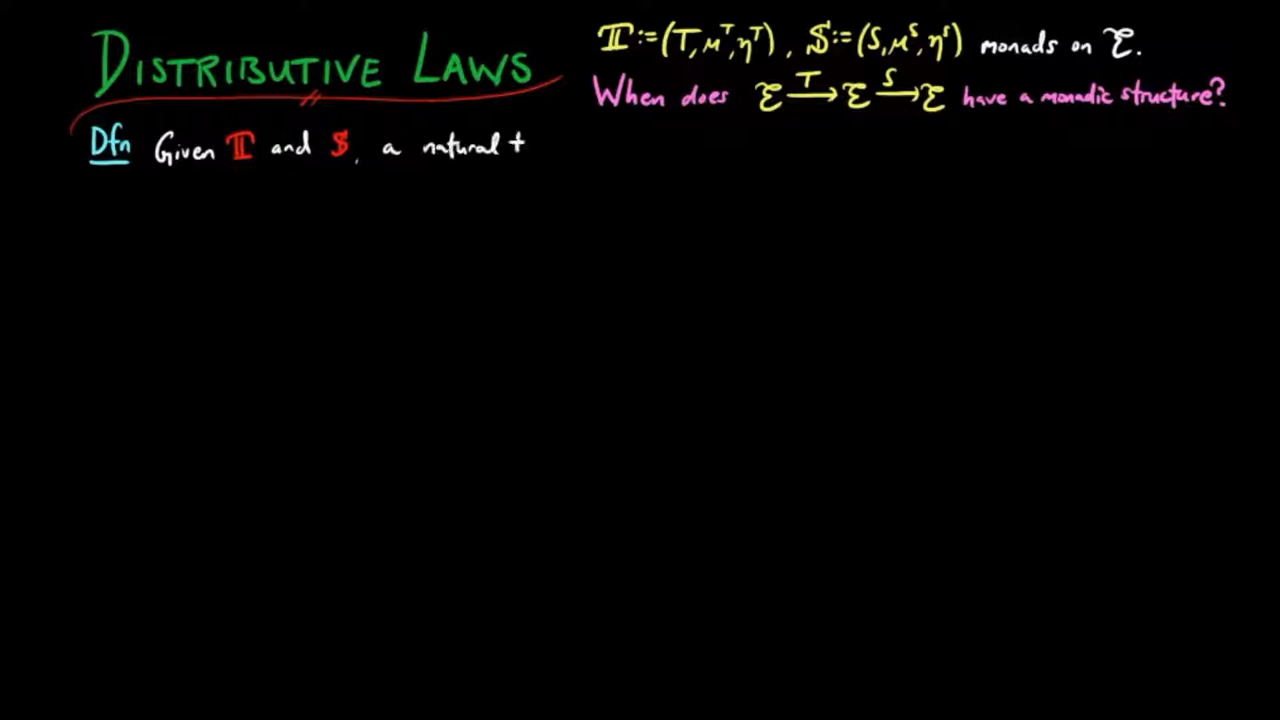 DISTRIBUTIVE LAWS
𝕋:=(T,μᵀ,ηᵀ), 𝕊:=(S,μˢ,ηˢ) monads on ℰ.
When does ℰ —T→ ℰ —S→ ℰ have a monadic structure?
Dfn Given 𝕋 and 𝕊, a natural t